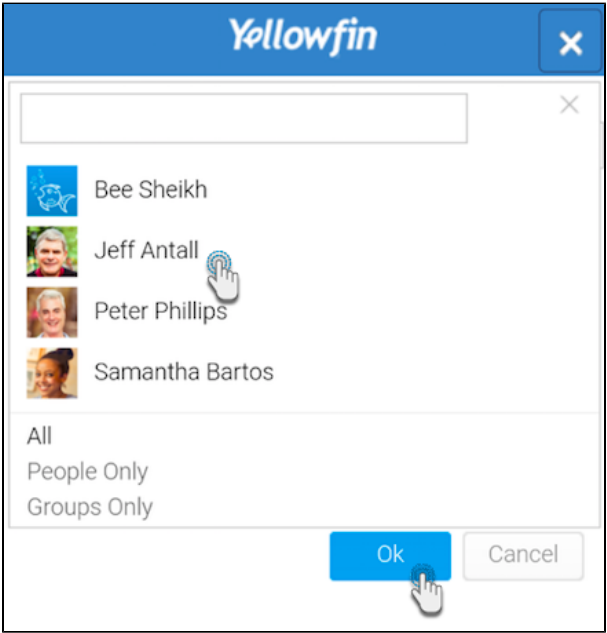 Yellowfin
Bee Sheikh
Jeff Antall
Peter Phillips
Samantha Bartos
All
People Only
Groups Only
Ok
Cancel